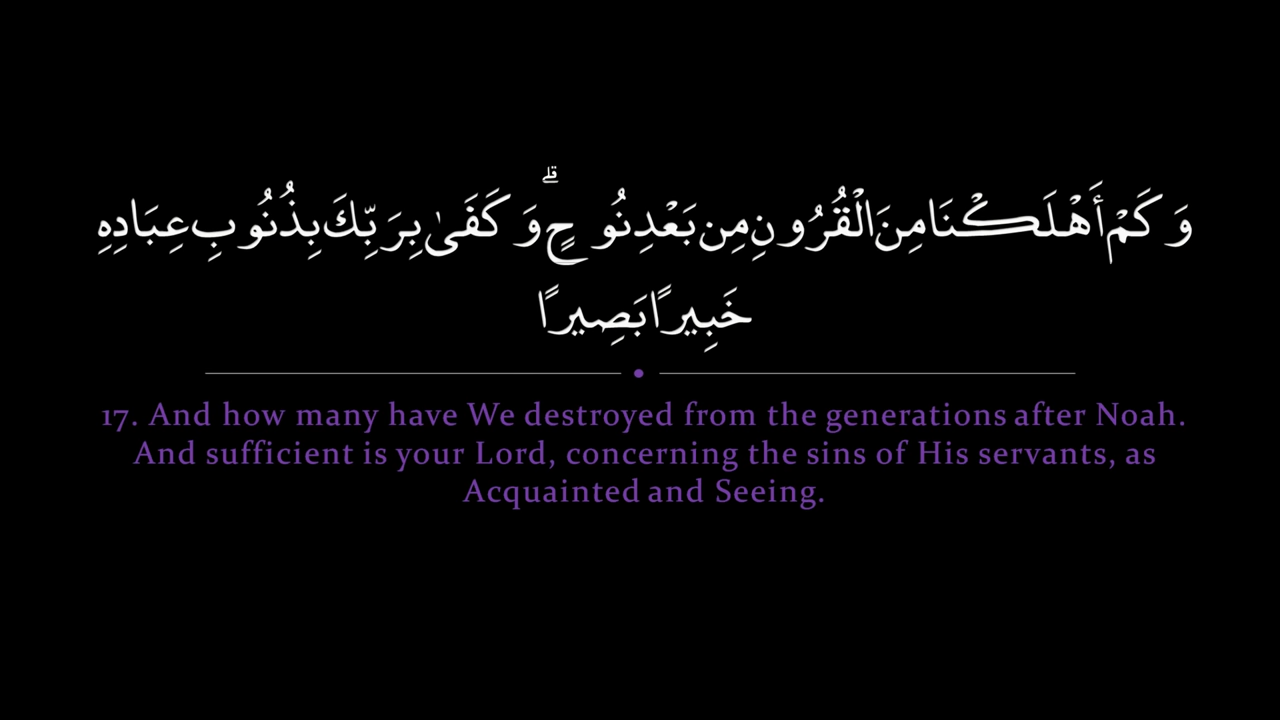 وَكَمْ أَهْلَكْنَا مِنَ الْقُرُونِ مِن بَعْدِ نُوحٍ ۗ وَكَفَىٰ بِرَبِّكَ بِذُنُوبِ عِبَادِهِ
خَبِيرًا بَصِيرًا
17. And how many have We destroyed from the generations after Noah.
And sufficient is your Lord, concerning the sins of His servants, as
Acquainted and Seeing.